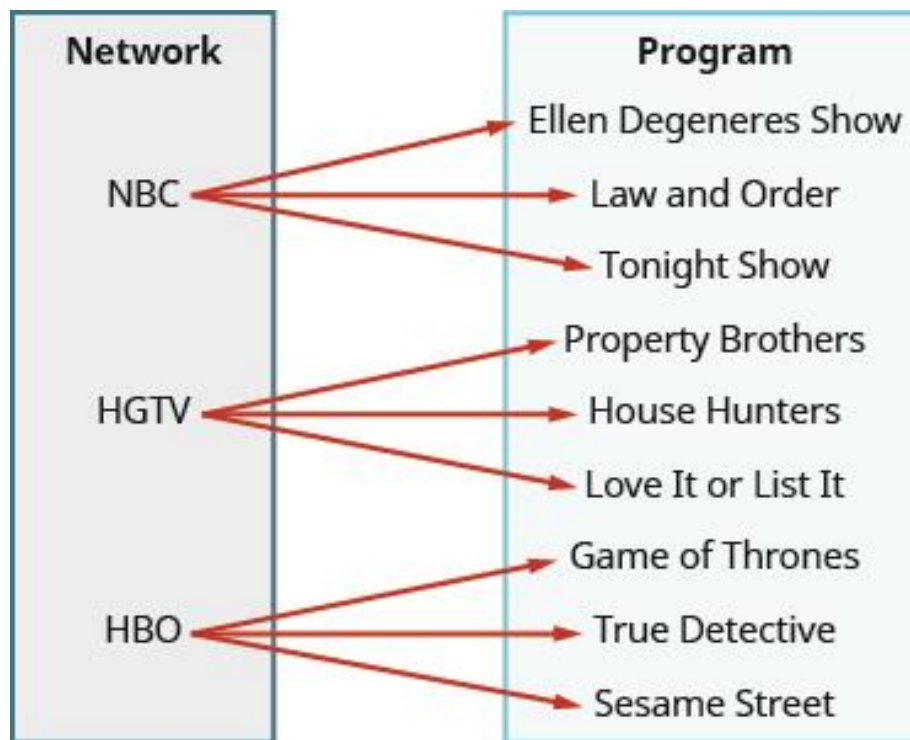 Network
Program
NBC
Ellen Degeneres Show
Law and Order
Tonight Show
HGTV
Property Brothers
House Hunters
Love It or List It
HBO
Game of Thrones
True Detective
Sesame Street